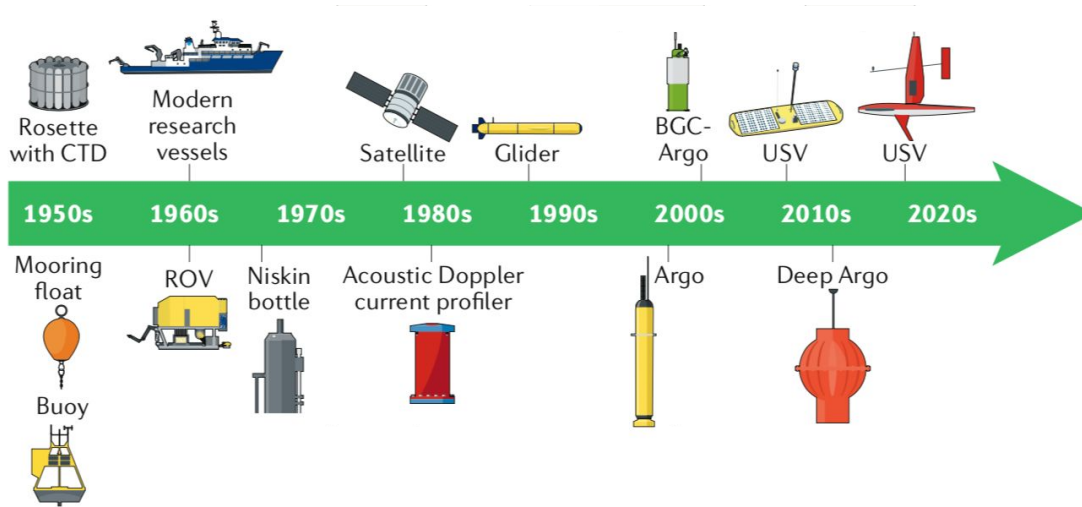 Rosette
with CTD
Modern
research
vessels
Satellite
Glider
BGC-
Argo
USV
USV
1950s 1960s 1970s 1980s 1990s 2000s 2010s 2020s
Mooring
float
Buoy
ROV
Niskin
bottle
Acoustic Doppler
current profiler
Argo
Deep Argo